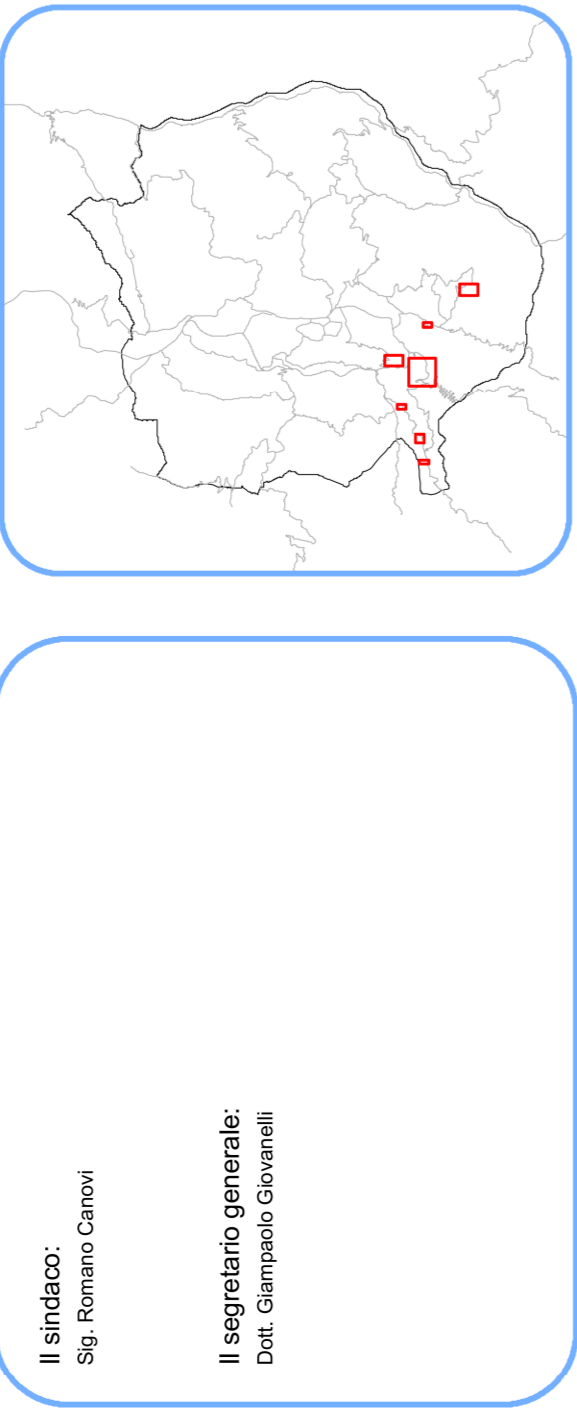 Il sindaco:
Sig. Romano Canovi
Il segretario generale:
Dott. Giampaolo Giovanelli